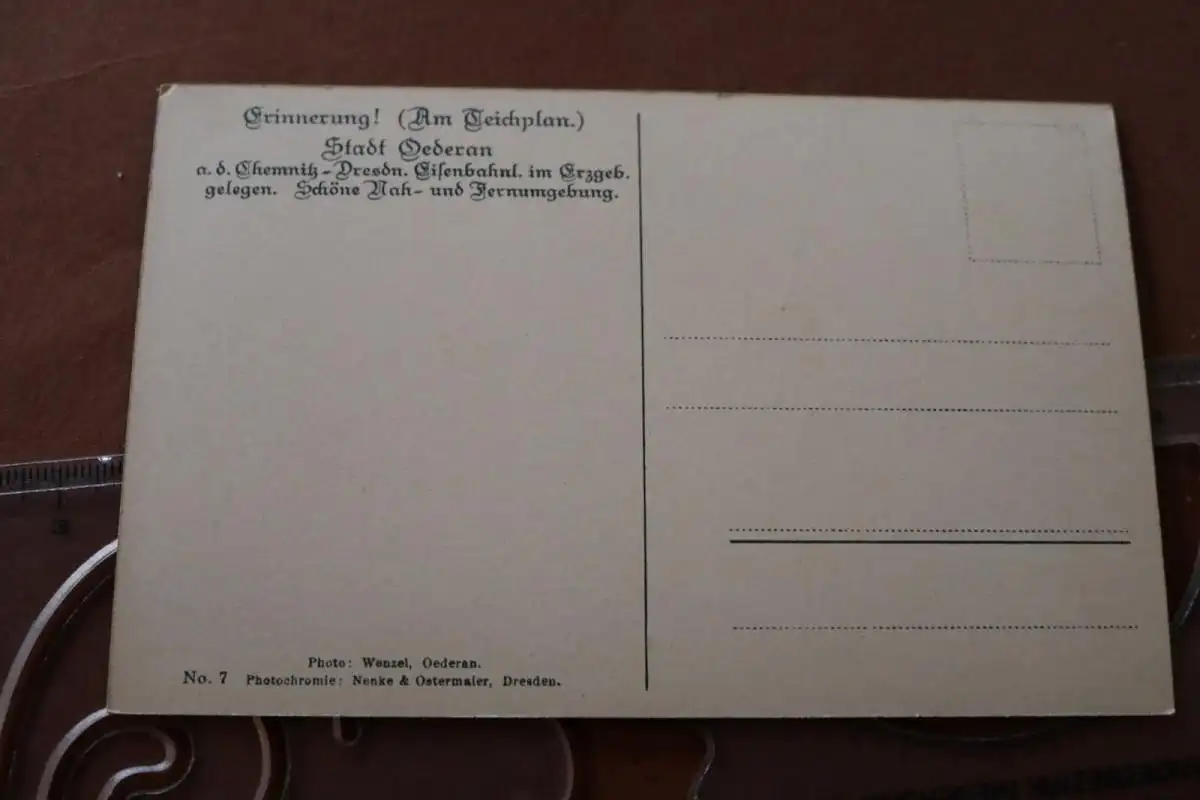 Erinnerung! (Am Teichplan.)
Stadt Oederan
a. d. Chemnitz-Dresdn. Eisenbahnl. im Erzgeb.
gelegen. Schöne Nah- und Fernumgebung.
Photo: Wenzel, Oederan.
No. 7 Photochromie: Nenke & Ostermaier, Dresden.